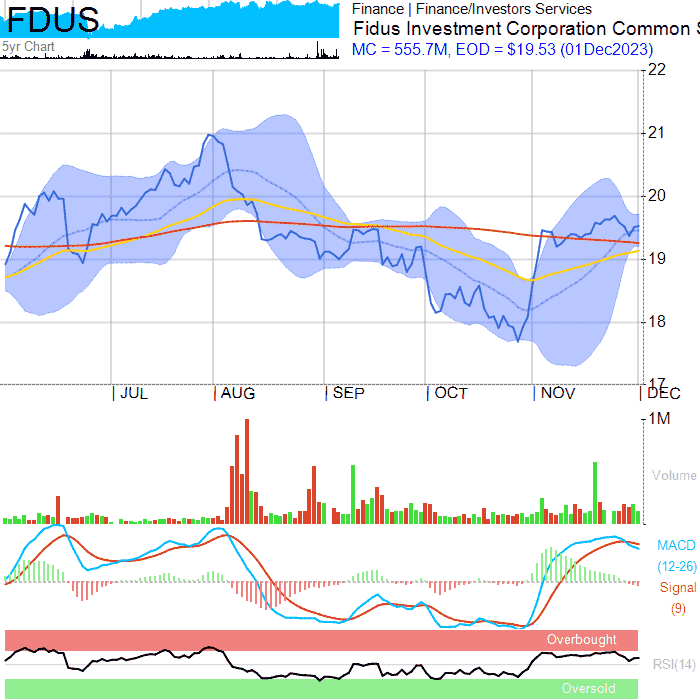 FDUS
5yr Chart
Finance | Finance/Investors Services
Fidus Investment Corporation Common S
MC = 555.7M, EOD = $19.53 (01Dec2023)
22
21
20
19
18
17
JUL AUG SEP OCT NOV DEC
1M
Volume
MACD
(12-26)
Signal
(9)
Overbought
RSI(14)
Oversold